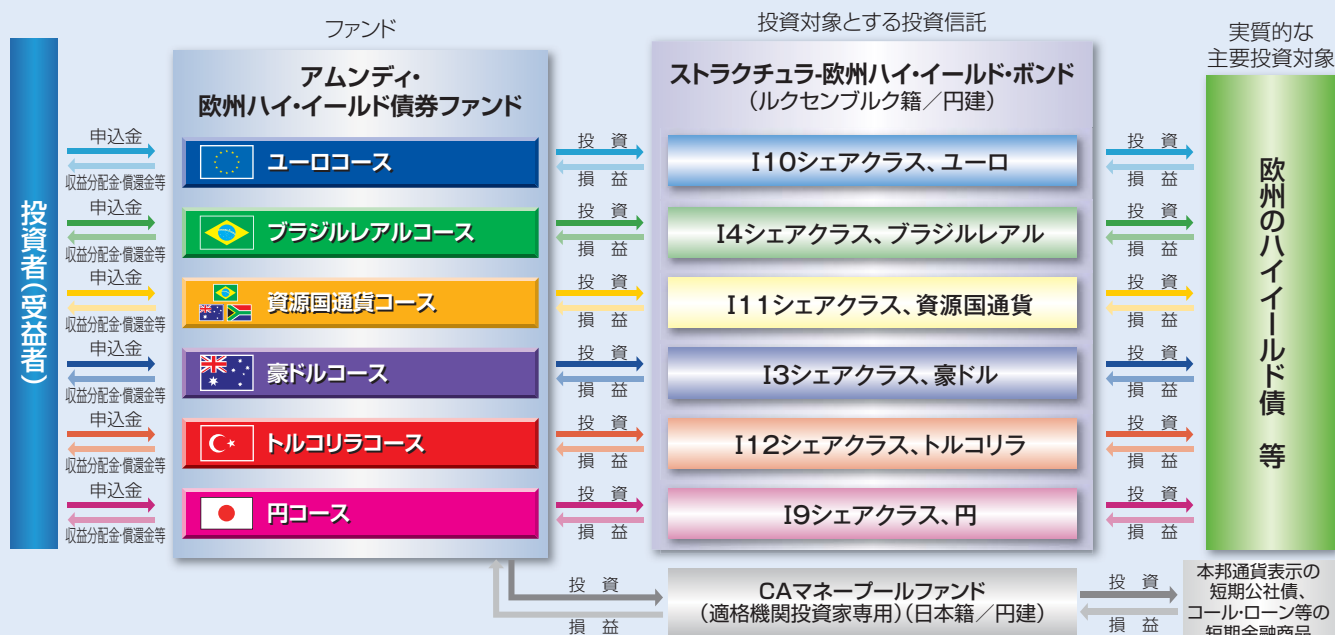 ファンド
投資対象とする投資信託
実質的な
主要投資対象
投資者(受益者)
アムンディ・
欧州ハイ・イールド債券ファンド
ストラクチュラ-欧州ハイ・イールド・ボンド
(ルクセンブルク籍／円建)
欧州のハイイールド債 等
申込金
収益分配金・償還金等
ユーロコース
投 資
損 益
I10シェアクラス、ユーロ
投 資
損 益
申込金
収益分配金・償還金等
ブラジルレアルコース
投 資
損 益
I4シェアクラス、ブラジルレアル
投 資
損 益
申込金
収益分配金・償還金等
資源国通貨コース
投 資
損 益
I11シェアクラス、資源国通貨
投 資
損 益
申込金
収益分配金・償還金等
豪ドルコース
投 資
損 益
I3シェアクラス、豪ドル
投 資
損 益
申込金
収益分配金・償還金等
トルコリラコース
投 資
損 益
I12シェアクラス、トルコリラ
投 資
損 益
申込金
収益分配金・償還金等
円コース
投 資
損 益
I9シェアクラス、円
投 資
損 益
投 資
損 益
CAマネープールファンド
(適格機関投資家専用)(日本籍／円建)
投 資
損 益
本邦通貨表示の
短期公社債、
コール・ローン等の
短期金融商品